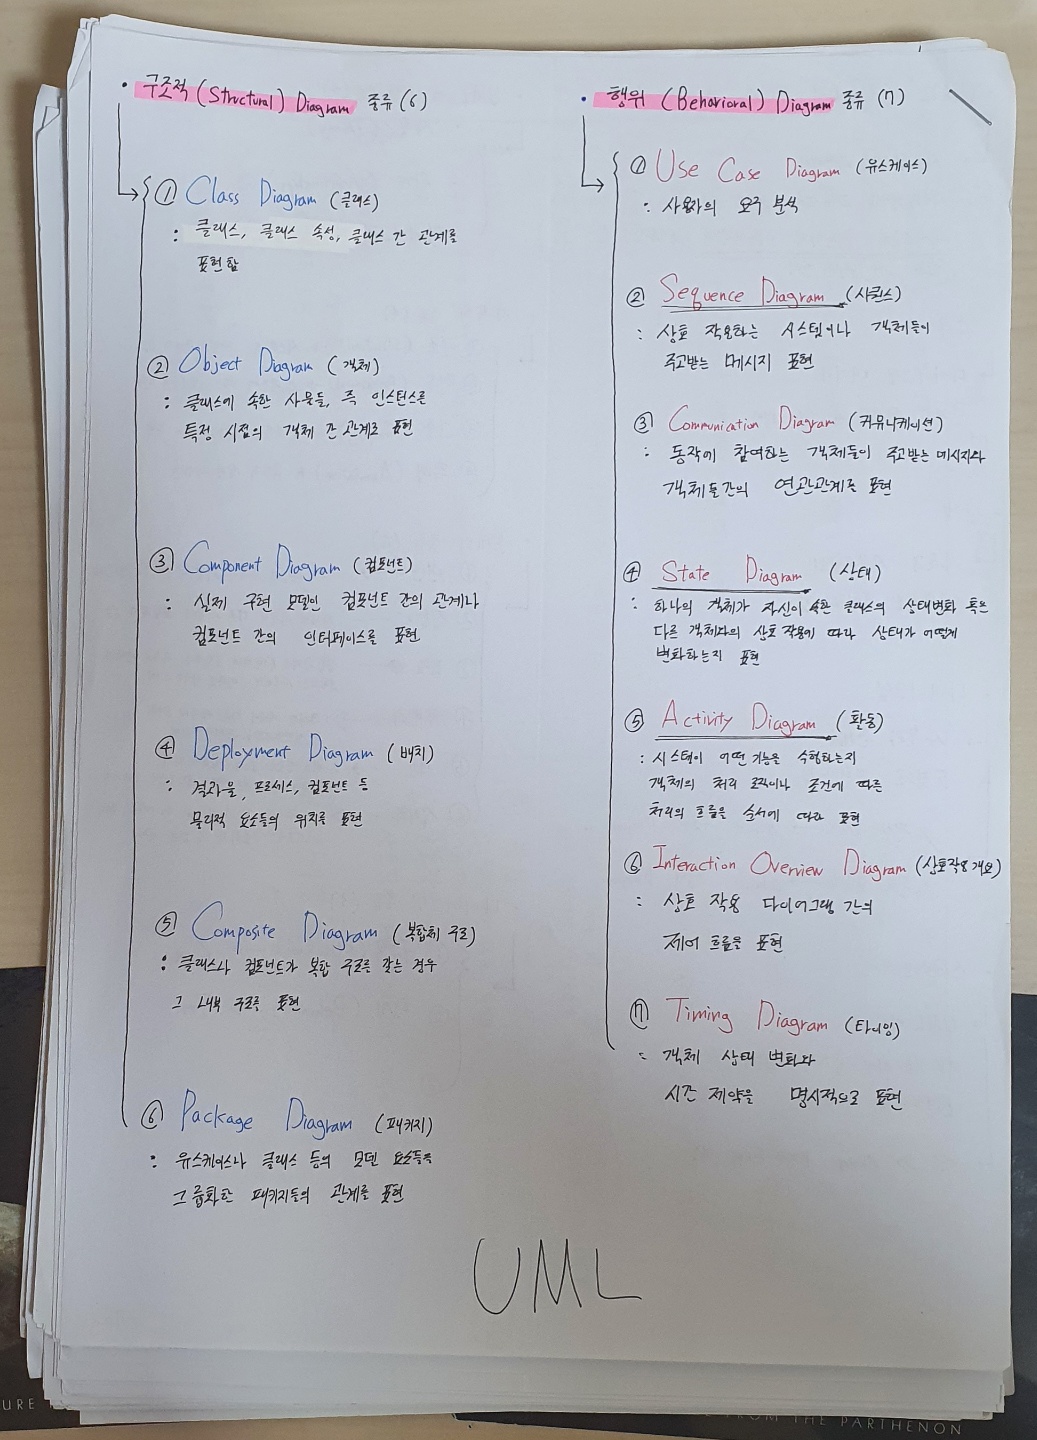 • 구조적 (Structural) Diagram 종류 (6)
① Class Diagram (클래스)
: 클래스, 클래스 속성, 클래스 간 관계를
표현함
② Object Diagram (객체)
: 클래스에 속한 사물들, 즉 인스턴스를
특정 시점의 객체 간 관계로 표현
③ Component Diagram (컴포넌트)
: 실제 구현 모델인 컴포넌트 간의 관계나
컴포넌트 간의 인터페이스를 표현
④ Deployment Diagram (배치)
: 결과물, 프로세스, 컴포넌트 등
물리적 요소들의 위치를 표현
⑤ Composite Diagram (복합체 구조)
: 클래스나 컴포넌트가 복합 구조를 갖는 경우
그 내부 구조를 표현
⑥ Package Diagram (패키지)
: 유스케이스나 클래스 등의 모델 요소들을
그룹화한 패키지들의 관계를 표현
• 행위 (Behavioral) Diagram 종류 (7)
① Use Case Diagram (유스케이스)
: 사용자의 요구 분석
② Sequence Diagram (시퀀스)
: 상호 작용하는 시스템이나 객체들이
주고받는 메시지 표현
③ Communication Diagram (커뮤니케이션)
: 동작에 참여하는 객체들이 주고받는 메시지와
객체들간의 연관관계를 표현
④ State Diagram (상태)
: 하나의 객체가 자신이 속한 클래스의 상태변화 혹은
다른 객체와의 상호 작용에 따라 상태가 어떻게
변화하는지 표현
⑤ Activity Diagram (활동)
: 시스템이 어떤 기능을 수행하는지
객체의 처리 로직이나 조건에 따른
처리의 흐름을 순서에 따라 표현
⑥ Interaction Overview Diagram (상호작용 개요)
: 상호 작용 다이어그램 간의
제어 흐름을 표현
⑦ Timing Diagram (타이밍)
: 객체 상태 변화와
시간 제약을 명시적으로 표현
UML
URE
FROM THE PARTHENON